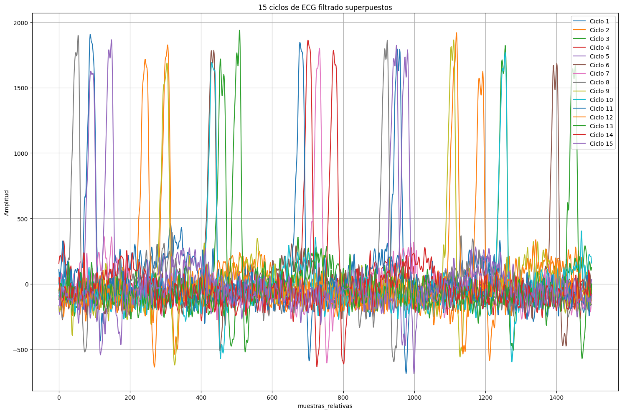 15 ciclos de ECG filtrado superpuestos
2000
1500
1000
500
0
−500
Amplitud
0
200
400
600
800
1000
1200
1400
muestras_relativas
Ciclo 1
Ciclo 2
Ciclo 3
Ciclo 4
Ciclo 5
Ciclo 6
Ciclo 7
Ciclo 8
Ciclo 9
Ciclo 10
Ciclo 11
Ciclo 12
Ciclo 13
Ciclo 14
Ciclo 15